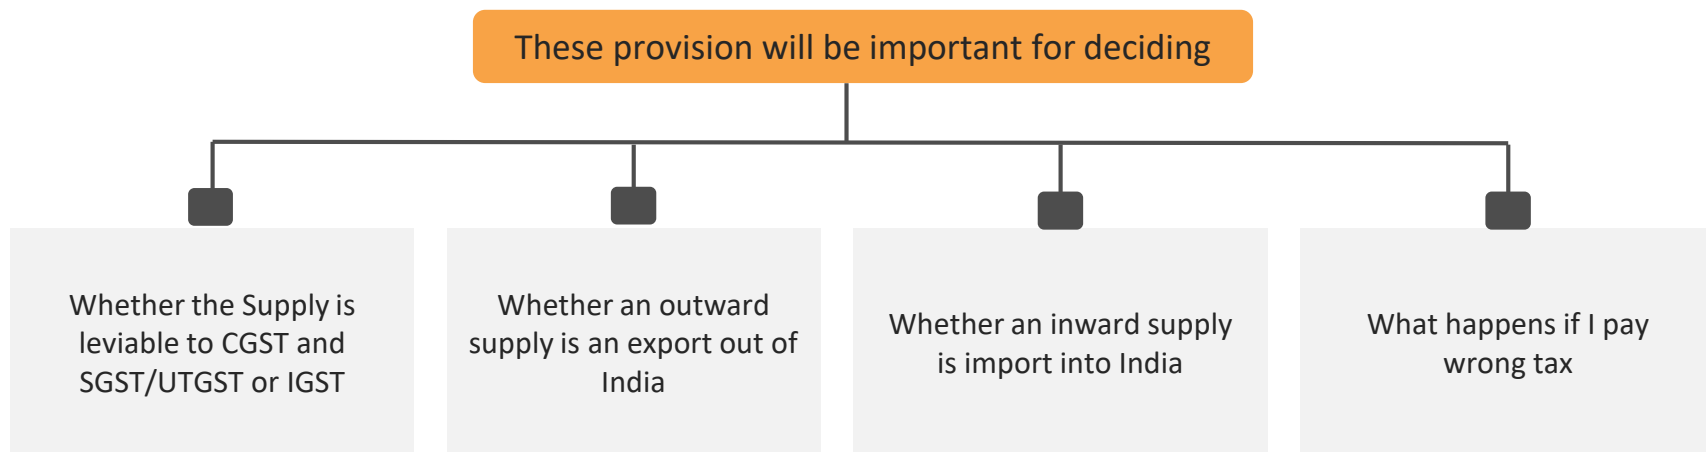 These provision will be important for deciding
Whether the Supply is
leviable to CGST and
SGST/UTGST or IGST
Whether an outward
supply is an export out of
India
Whether an inward supply
is import into India
What happens if I pay
wrong tax